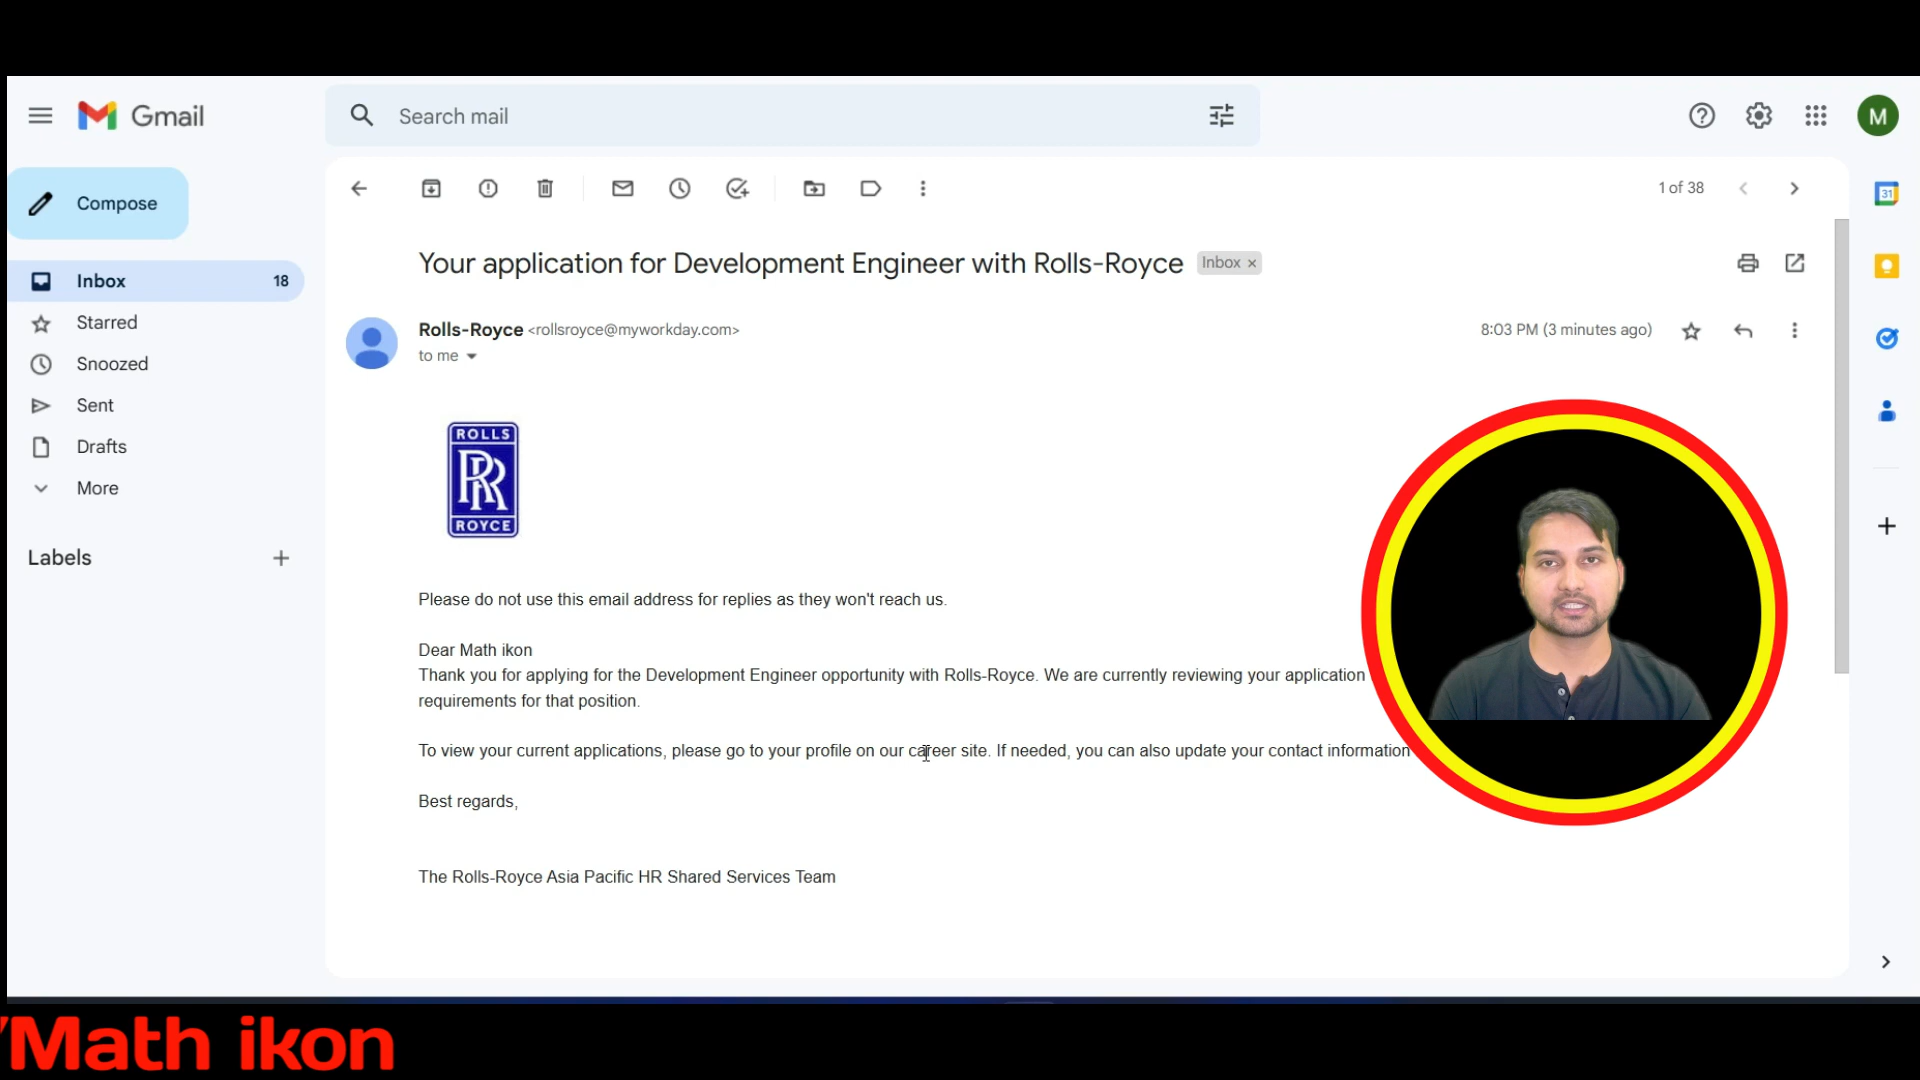 Gmail
Search mail
M
Compose
1 of 38
31
Your application for Development Engineer with Rolls-Royce Inbox ×
Inbox 18
Starred
Rolls-Royce <rollsroyce@myworkday.com> 8:03 PM (3 minutes ago)
to me
Snoozed
Sent
Drafts
More
Labels
ROLLS
RR
ROYCE
Please do not use this email address for replies as they won't reach us.
Dear Math ikon
Thank you for applying for the Development Engineer opportunity with Rolls-Royce. We are currently reviewing your application
requirements for that position.
To view your current applications, please go to your profile on our career site. If needed, you can also update your contact information
Best regards,
The Rolls-Royce Asia Pacific HR Shared Services Team
Math ikon